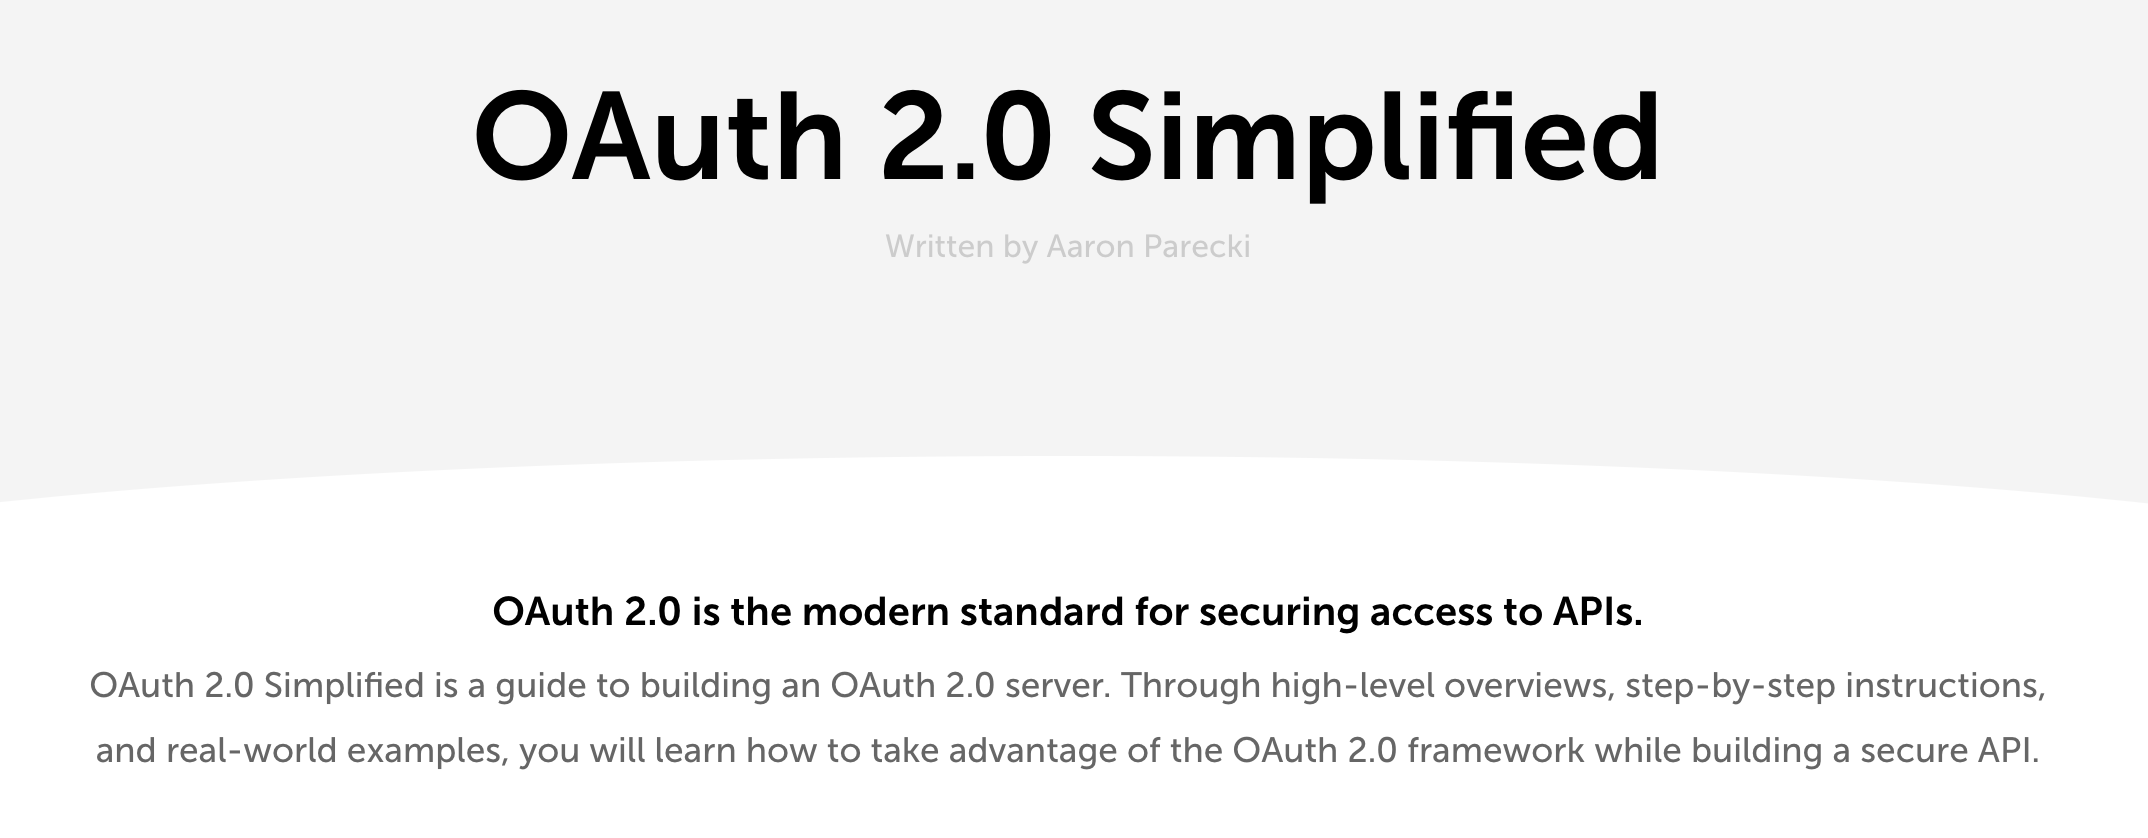 OAuth 2.0 Simplified
Written by Aaron Parecki
OAuth 2.0 is the modern standard for securing access to APIs.
OAuth 2.0 Simplified is a guide to building an OAuth 2.0 server. Through high-level overviews, step-by-step instructions,
and real-world examples, you will learn how to take advantage of the OAuth 2.0 framework while building a secure API.